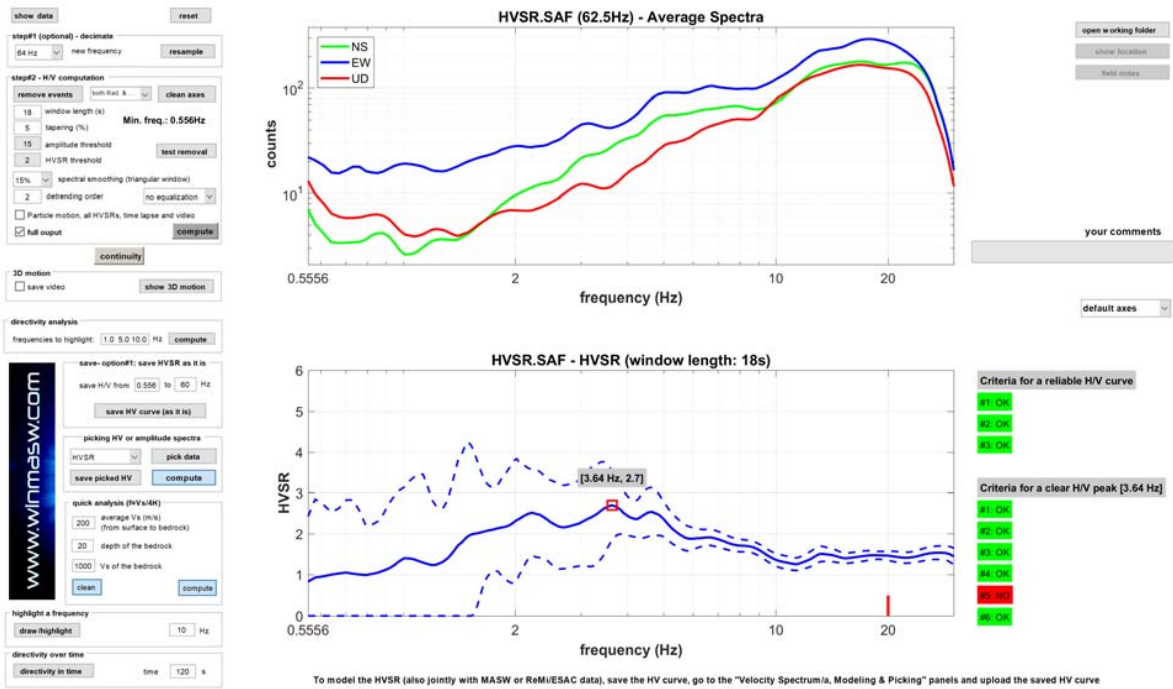 show data
reset
step#1 (optional) - decimate
64 Hz new frequency resample
step#2 - H/V computation
remove events both Rad. &... clean axes
18 window length (s)
Min. freq.: 0.556Hz
5 tapering (%)
15 amplitude threshold
test removal
2 HVSR threshold
15% spectral smoothing (triangular window)
2 detrending order no equalization
Particle motion, all HVSRs, time lapse and video
full ouput compute
continuity
3D motion
save video show 3D motion
directivity analysis
frequencies to highlight: 1.0 5.0 10.0 Hz compute
www.winmasw.com
save- option#1: save HVSR as it is
save H/V from 0.556 to 60 Hz
save HV curve (as it is)
picking HV or amplitude spectra
HVSR pick data
save picked HV compute
quick analysis (f=Vs/4H)
200 average Vs (m/s)
(from surface to bedrock)
20 depth of the bedrock
1000 Vs of the bedrock
clean compute
highlight a frequency
draw/highlight 10 Hz
directivity over time
directivity in time time 120 s
HVSR.SAF (62.5Hz) - Average Spectra
NS
EW
UD
counts
10²
10¹
0.5556 2 10 20
frequency (Hz)
HVSR.SAF - HVSR (window length: 18s)
HVSR
6
5
4
3
2
1
0
[3.64 Hz, 2.7]
0.5556 2 10 20
frequency (Hz)
open working folder
show location
field notes
your comments
default axes
Criteria for a reliable H/V curve
#1: OK
#2: OK
#3: OK
Criteria for a clear H/V peak [3.64 Hz]
#1: OK
#2: OK
#3: OK
#4: OK
#5: NO
#6: OK
To model the HVSR (also jointly with MASW or ReMi/ESAC data), save the HV curve, go to the "Velocity Spectrum/a, Modeling & Picking" panels and upload the saved HV curve